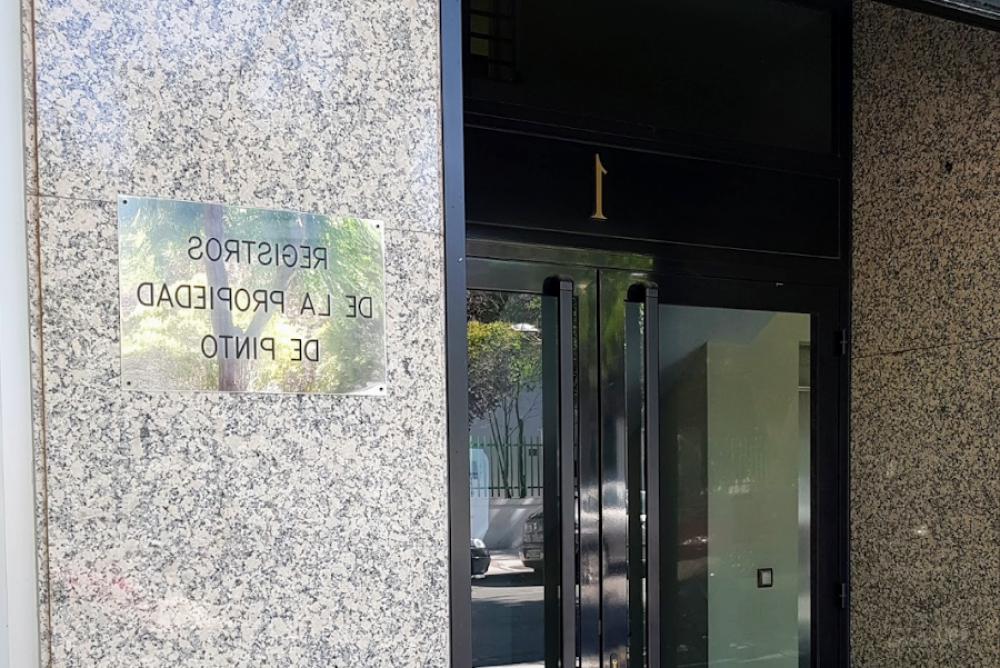 REGISTROS
DE LA PROPIEDAD
DE PINTO
1